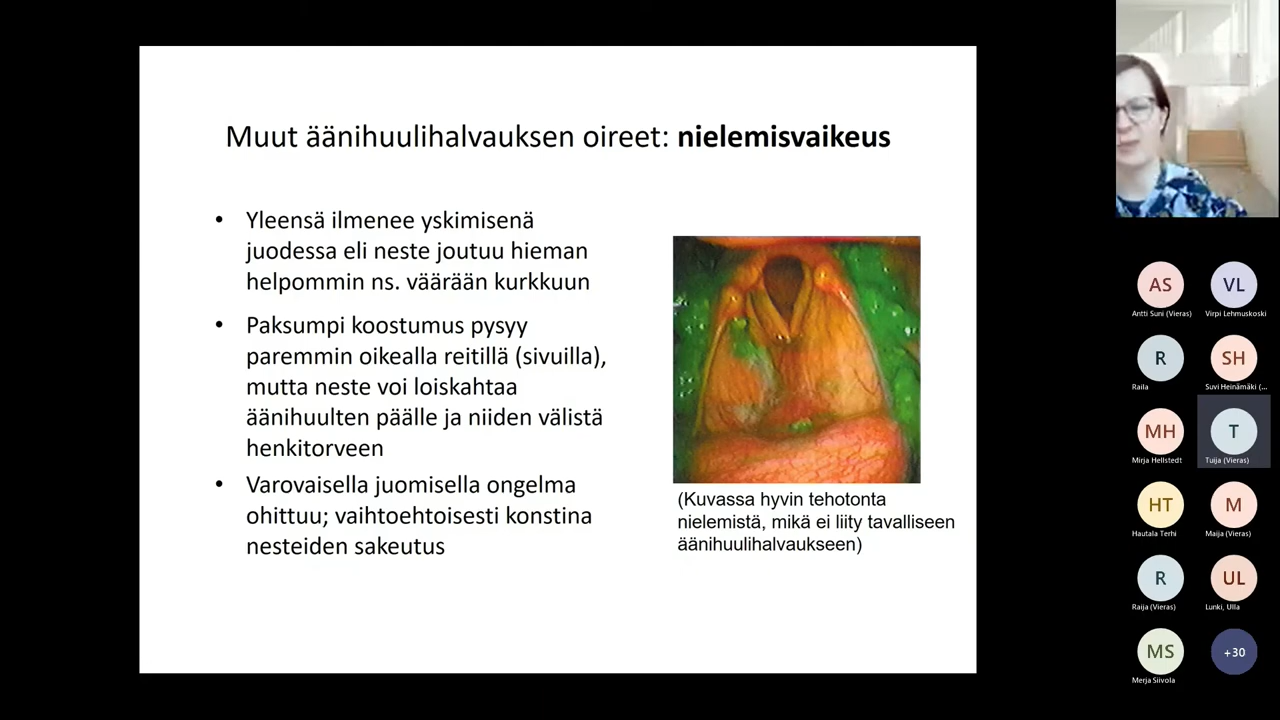 Muut äänihuulihalvauksen oireet: nielemisvaikeus
• Yleensä ilmenee yskimisenä
juodessa eli neste joutuu hieman
helpommin ns. väärään kurkkuun
• Paksumpi koostumus pysyy
paremmin oikealla reitillä (sivuilla),
mutta neste voi loiskahtaa
äänihuulten päälle ja niiden välistä
henkitorveen
• Varovaisella juomisella ongelma
ohittuu; vaihtoehtoisesti konstina
nesteiden sakeutus
(Kuvassa hyvin tehotonta
nielemistä, mikä ei liity tavalliseen
äänihuulihalvaukseen)
AS
Antti Suni (Vieras)
VL
Virpi Lehmuskoski
R
Raila
SH
Suvi Heinämäki (...
MH
Mirja Hellstedt
T
Tuija (Vieras)
HT
Hautala Terhi
M
Maija (Vieras)
R
Raija (Vieras)
UL
Lunki, Ulla
MS
Merja Siivola
+30